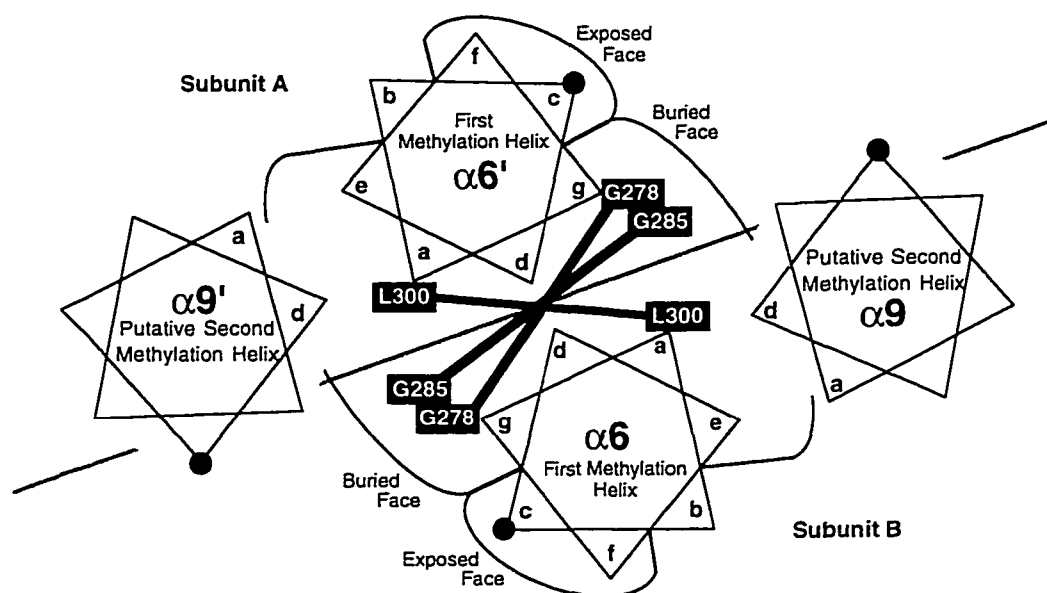 Exposed
Face
Subunit A
f
b
c
First
Methylation Helix
α6'
Buried
Face
e
g
G278
G285
a
d
L300
a
α9'
d
Putative Second
Methylation Helix
Putative Second
Methylation Helix
d
α9
a
L300
d
a
G285
G278
g
e
α6
First Methylation
Helix
Buried
Face
c
b
f
Exposed
Face
Subunit B